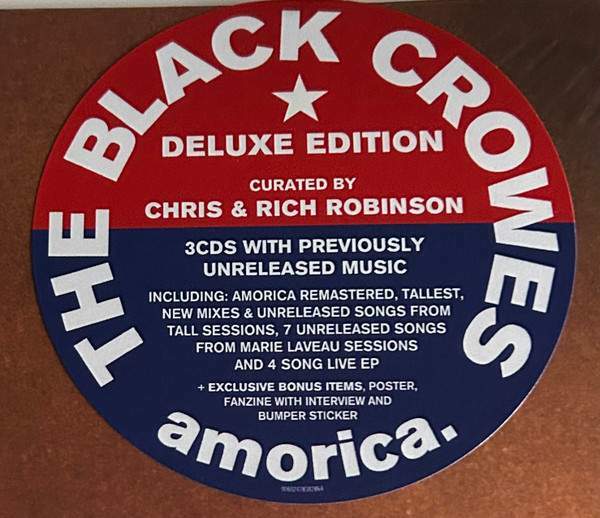 THE BLACK CROWES
DELUXE EDITION
CURATED BY
CHRIS & RICH ROBINSON
3CDS WITH PREVIOUSLY
UNRELEASED MUSIC
INCLUDING: AMORICA REMASTERED, TALLEST,
NEW MIXES & UNRELEASED SONGS FROM
TALL SESSIONS, 7 UNRELEASED SONGS
FROM MARIE LAVEAU SESSIONS
AND 4 SONG LIVE EP
+ EXCLUSIVE BONUS ITEMS, POSTER,
FANZINE WITH INTERVIEW AND
BUMPER STICKER
amorica.